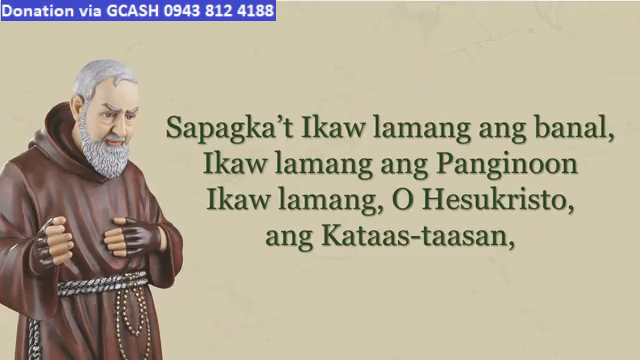 Donation via GCASH 0943 812 4188
Sapagka’t Ikaw lamang ang banal,
Ikaw lamang ang Panginoon
Ikaw lamang, O Hesukristo,
ang Kataas-taasan,